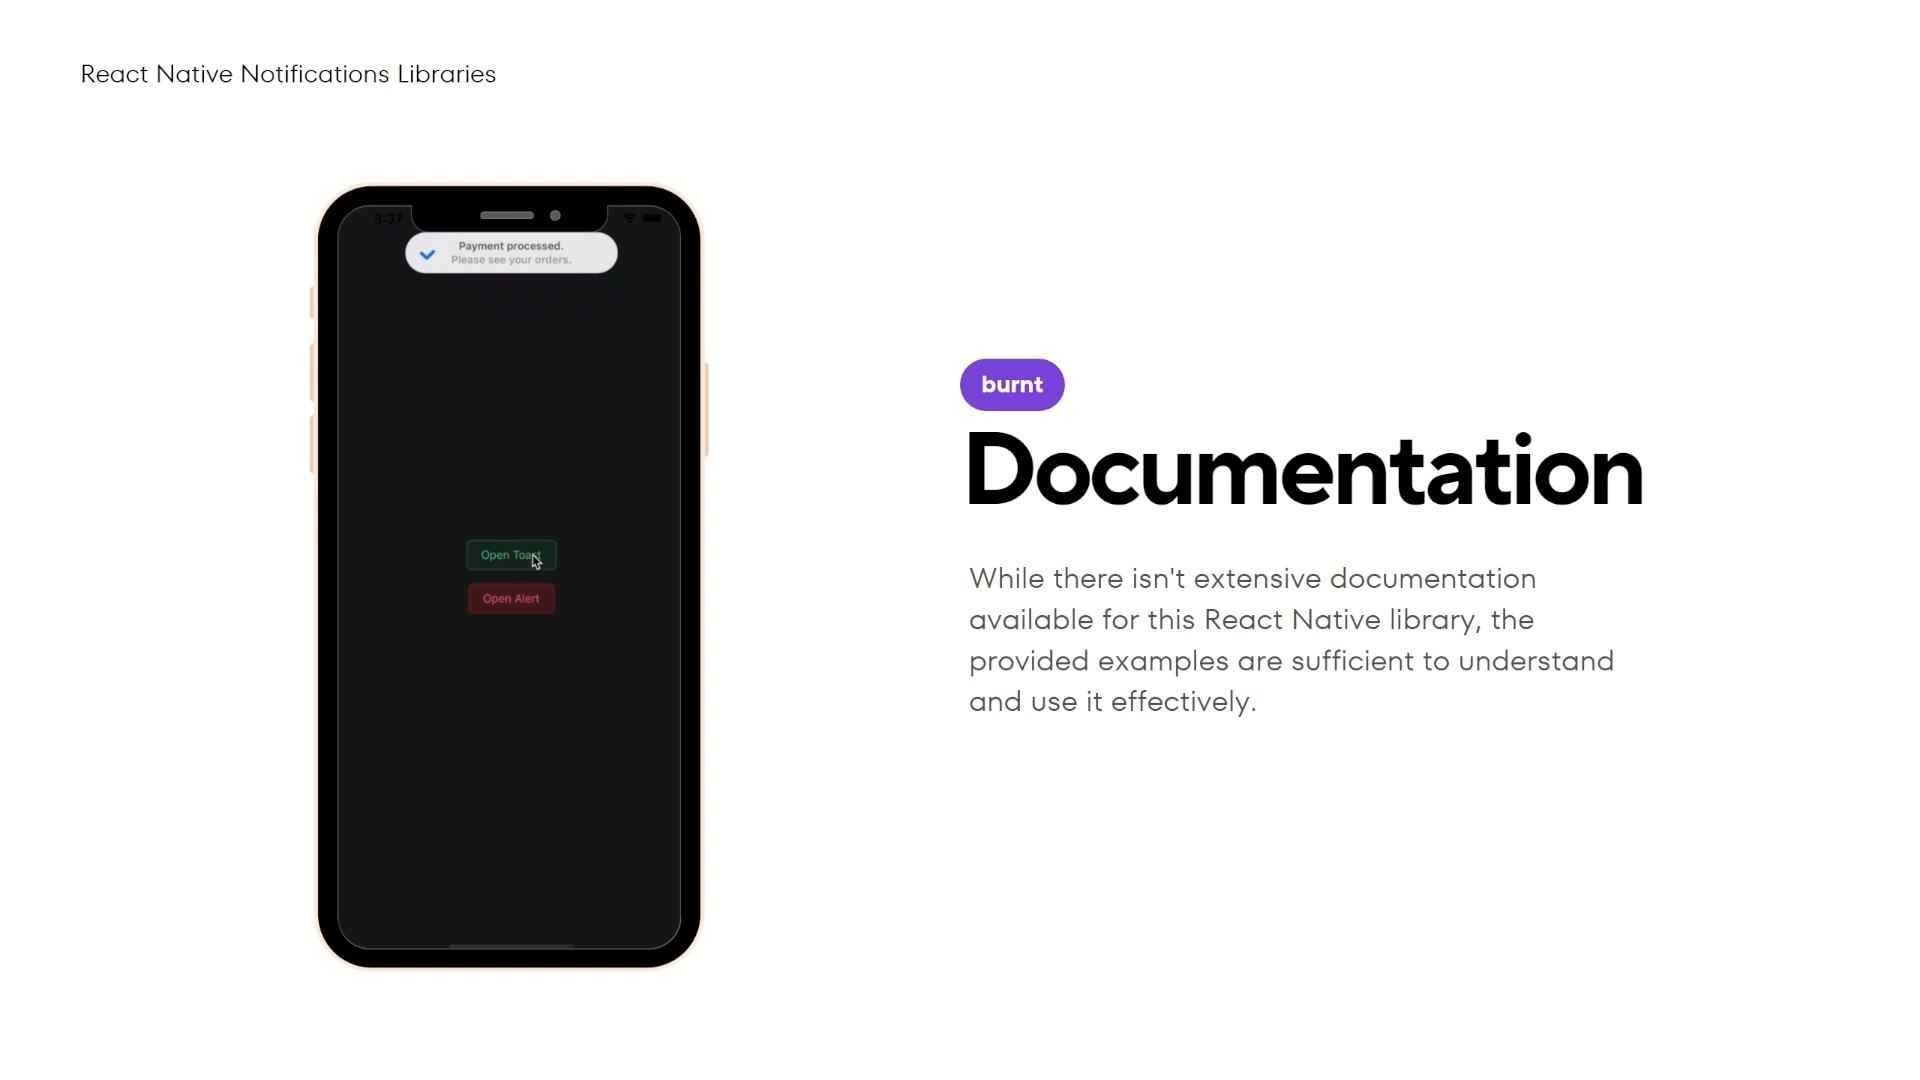 React Native Notifications Libraries
3:37
Payment processed.
Please see your orders.
Open Toast
Open Alert
burnt
Documentation
While there isn't extensive documentation
available for this React Native library, the
provided examples are sufficient to understand
and use it effectively.